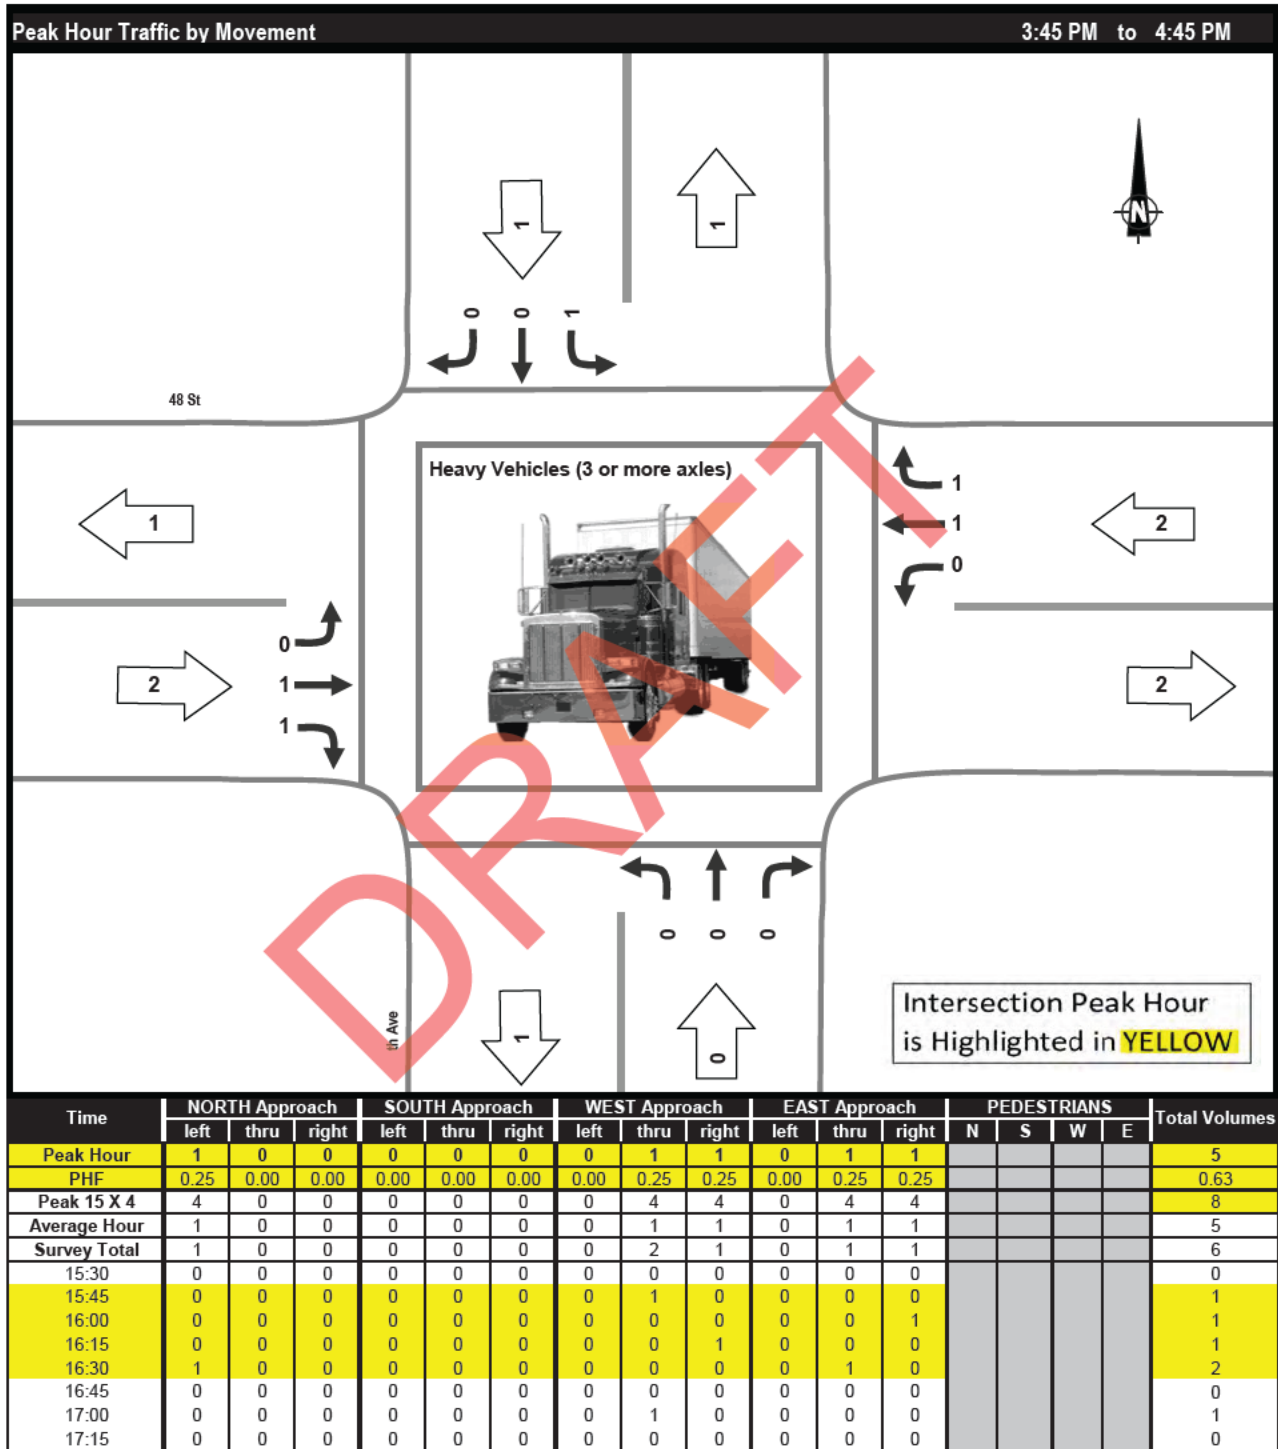 Peak Hour Traffic by Movement 3:45 PM to 4:45 PM
1 1
N
0 0 1
48 St
Heavy Vehicles (3 or more axles)
1
1 1 2
0
0
2 1 2
1
DRAFT
0 0 0
Intersection Peak Hour
is Highlighted in YELLOW
th Ave
1 0
Time NORTH Approach SOUTH Approach WEST Approach EAST Approach PEDESTRIANS Total Volumes
left thru right left thru right left thru right left thru right N S W E
Peak Hour 1 0 0 0 0 0 0 1 1 0 1 1 5
PHF 0.25 0.00 0.00 0.00 0.00 0.00 0.00 0.25 0.25 0.00 0.25 0.25 0.63
Peak 15 X 4 4 0 0 0 0 0 0 4 4 0 4 4 8
Average Hour 1 0 0 0 0 0 0 1 1 0 1 1 5
Survey Total 1 0 0 0 0 0 0 2 1 0 1 1 6
15:30 0 0 0 0 0 0 0 0 0 0 0 0 0
15:45 0 0 0 0 0 0 0 1 0 0 0 0 1
16:00 0 0 0 0 0 0 0 0 0 0 0 1 1
16:15 0 0 0 0 0 0 0 0 1 0 0 0 1
16:30 1 0 0 0 0 0 0 0 0 0 1 0 2
16:45 0 0 0 0 0 0 0 0 0 0 0 0 0
17:00 0 0 0 0 0 0 0 1 0 0 0 0 1
17:15 0 0 0 0 0 0 0 0 0 0 0 0 0